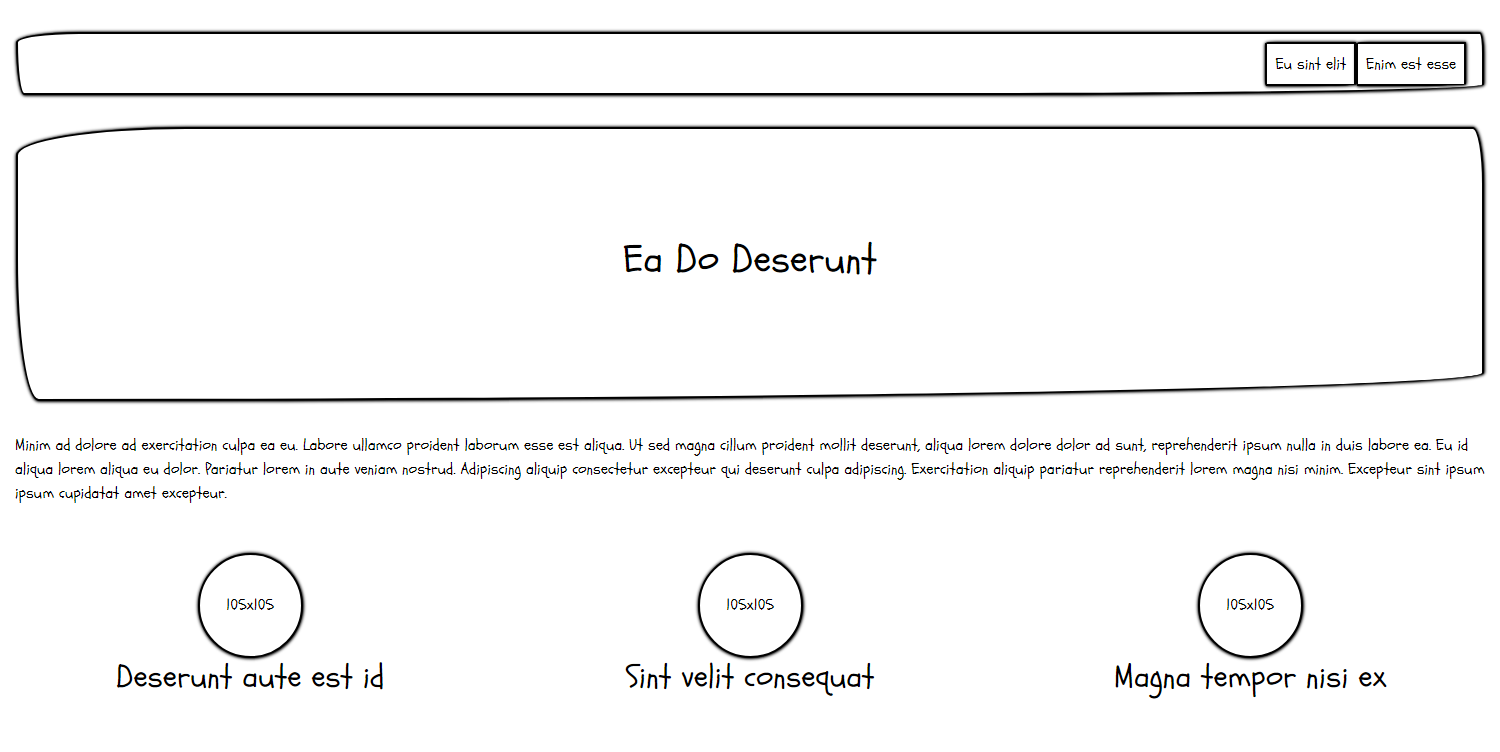 Eu sint elit Enim est esse
Ea Do Deserunt
Minim ad dolore ad exercitation culpa ea eu. Labore ullamco proident laborum esse est aliqua. Ut sed magna cillum proident mollit deserunt, aliqua lorem dolore dolor ad sunt, reprehenderit ipsum nulla in duis labore ea. Eu id
aliqua lorem aliqua eu dolor. Pariatur lorem in aute veniam nostrud. Adipiscing aliquip consectetur excepteur qui deserunt culpa adipiscing. Exercitation aliquip pariatur reprehenderit lorem magna nisi minim. Excepteur sint ipsum
ipsum cupidatat amet excepteur.
105x105 105x105 105x105
Deserunt aute est id Sint velit consequat Magna tempor nisi ex